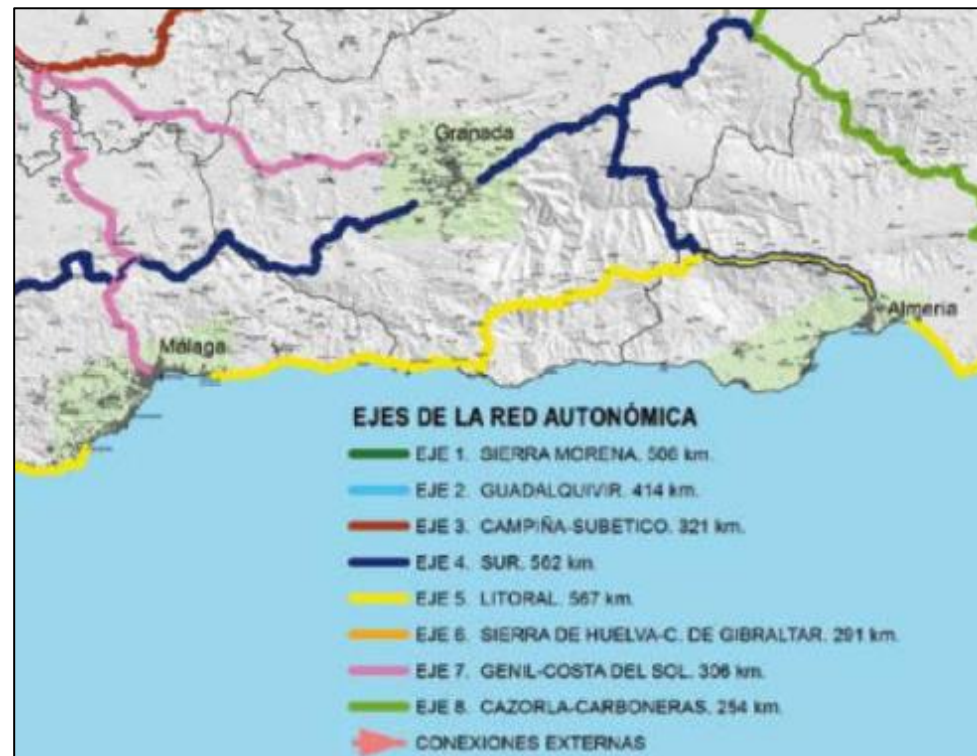 Granada
Almería
Málaga
EJES DE LA RED AUTONÓMICA
EJE 1. SIERRA MORENA. 506 km.
EJE 2. GUADALQUIVIR. 414 km.
EJE 3. CAMPIÑA-SUBETICO. 321 km.
EJE 4. SUR. 562 km.
EJE 5. LITORAL. 567 km.
EJE 6. SIERRA DE HUELVA-C. DE GIBRALTAR. 291 km.
EJE 7. GENIL-COSTA DEL SOL. 306 km.
EJE 8. CAZORLA-CARBONERAS. 254 km.
CONEXIONES EXTERNAS